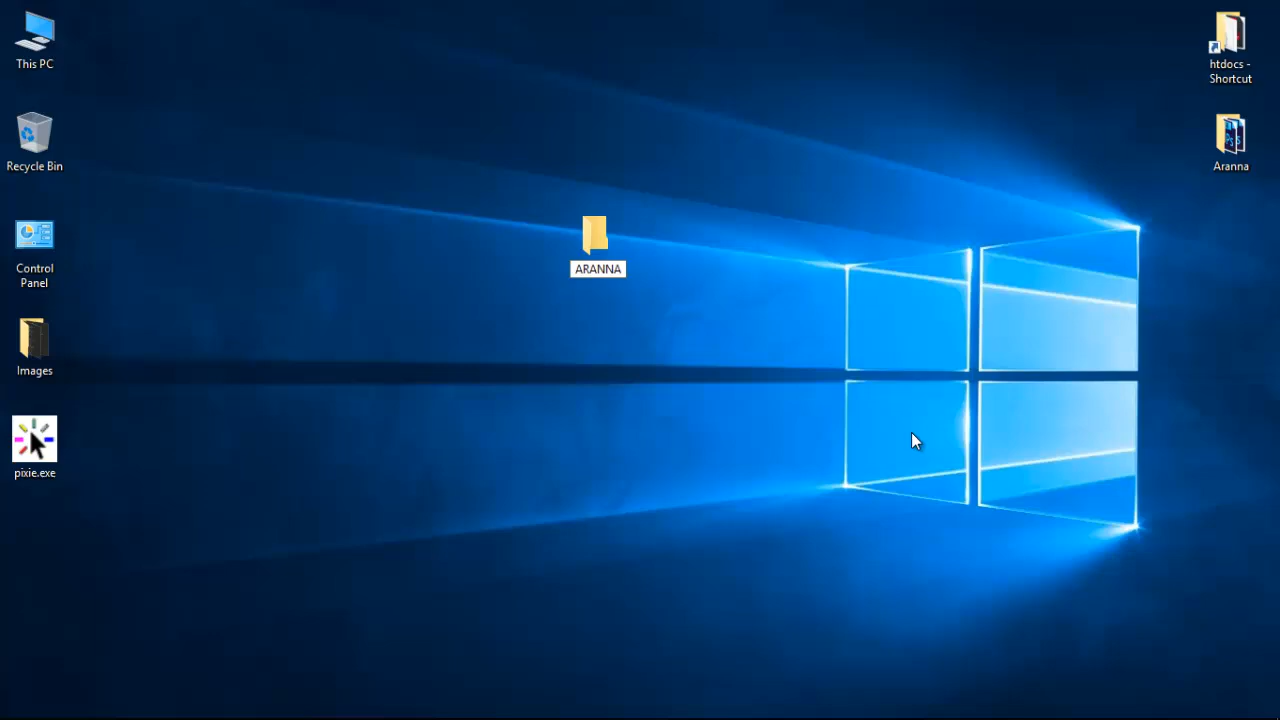 This PC
Recycle Bin
Control
Panel
Images
pixie.exe
ARANNA
htdocs -
Shortcut
Aranna